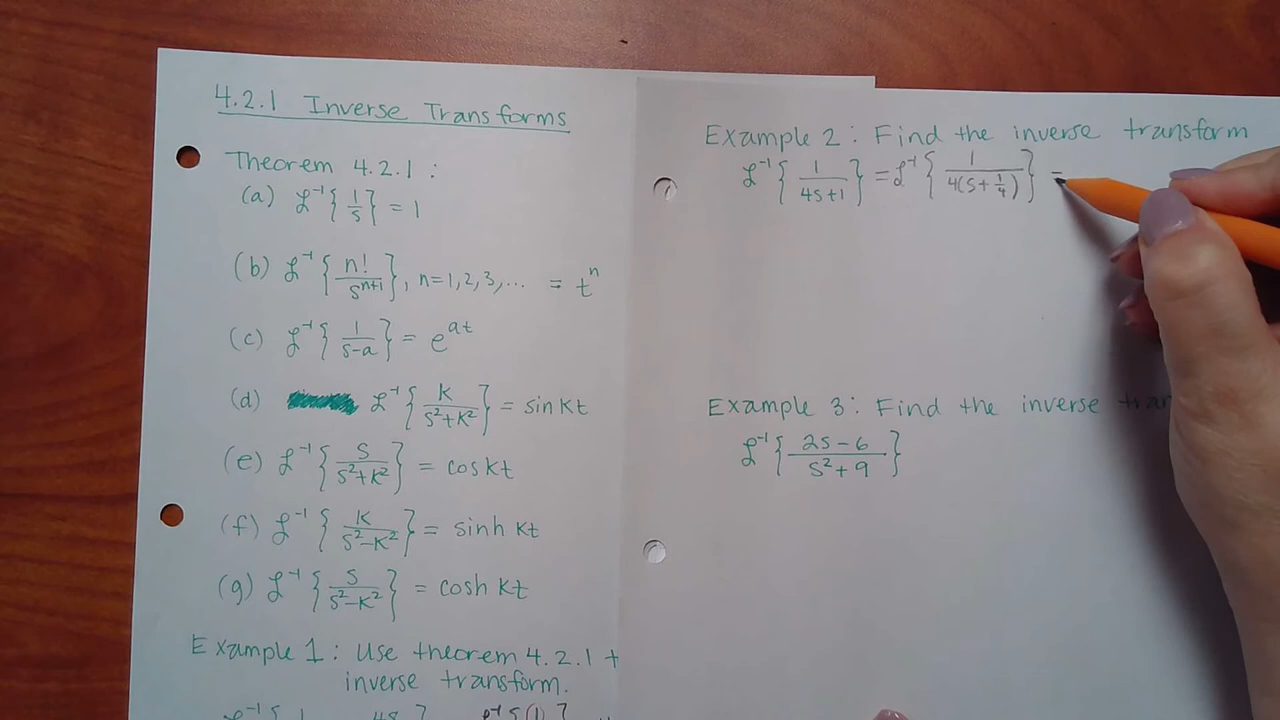 4.2.1 Inverse Transforms
Theorem 4.2.1 :
(a) ℒ⁻¹{1/s} = 1
(b) ℒ⁻¹{n!/sⁿ⁺¹}, n=1,2,3,... = tⁿ
(c) ℒ⁻¹{1/(s-a)} = e^(at)
(d) ℒ⁻¹{k/(s²+k²)} = sin kt
(e) ℒ⁻¹{s/(s²+k²)} = cos kt
(f) ℒ⁻¹{k/(s²-k²)} = sinh kt
(g) ℒ⁻¹{s/(s²-k²)} = cosh kt
Example 1 : Use theorem 4.2.1 t
inverse transform.
Example 2 : Find the inverse transform
ℒ⁻¹{1/(4s+1)} = ℒ⁻¹{1/(4(s+1/4))} =
Example 3 : Find the inverse tran
ℒ⁻¹{(2s-6)/(s²+9)}